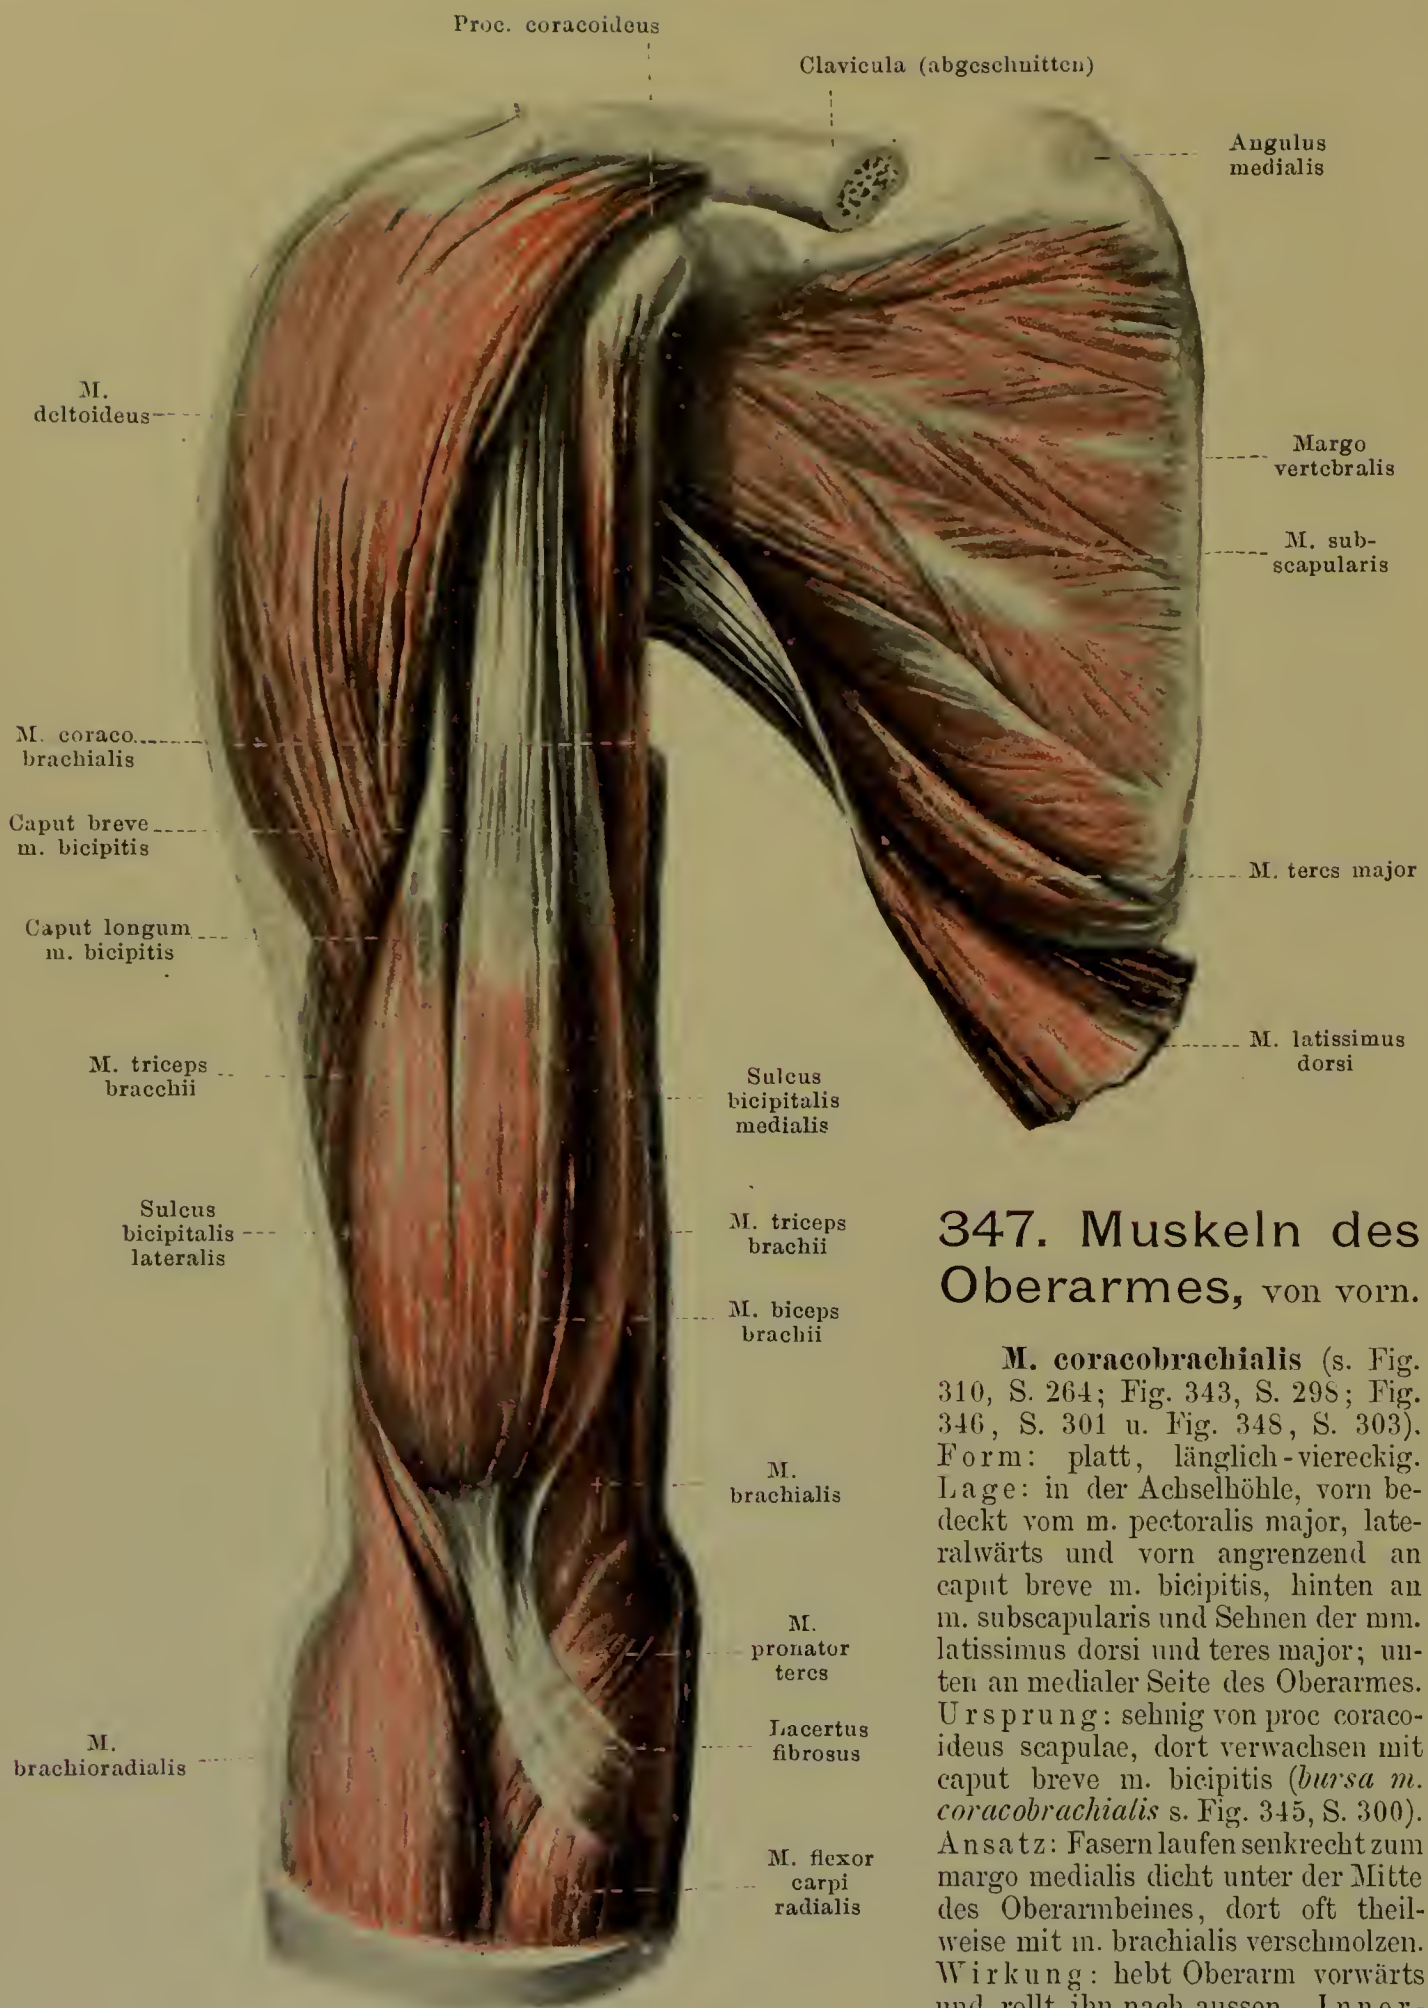 Proc. coracoideus
Clavicula (abgeschnitten)
Angulus
medialis
M.
deltoideus
Margo
vertebralis
M. sub-
scapularis
M. coraco
brachialis
Caput breve
m. bicipitis
M. teres major
Caput longum
m. bicipitis
M. latissimus
dorsi
M. triceps
bracchii
Sulcus
bicipitalis
medialis
Sulcus
bicipitalis
lateralis
M. triceps
brachii
M. biceps
brachii
M.
brachialis
M.
pronator
teres
Lacertus
fibrosus
M.
brachioradialis
M. flexor
carpi
radialis
347. Muskeln des
Oberarmes, von vorn.
M. coracobrachialis (s. Fig.
310, S. 264; Fig. 343, S. 298; Fig.
346, S. 301 u. Fig. 348, S. 303).
Form: platt, länglich-viereckig.
Lage: in der Achselhöhle, vorn be-
deckt vom m. pectoralis major, late-
ralwärts und vorn angrenzend an
caput breve m. bicipitis, hinten an
m. subscapularis und Sehnen der mm.
latissimus dorsi und teres major; un-
ten an medialer Seite des Oberarmes.
Ursprung: sehnig von proc coraco-
ideus scapulae, dort verwachsen mit
caput breve m. bicipitis (bursa m.
coracobrachialis s. Fig. 345, S. 300).
Ansatz: Fasern laufen senkrecht zum
margo medialis dicht unter der Mitte
des Oberarmbeines, dort oft theil-
weise mit m. brachialis verschmolzen.
Wirkung: hebt Oberarm vorwärts
und rollt ihn nach aussen. Inner-